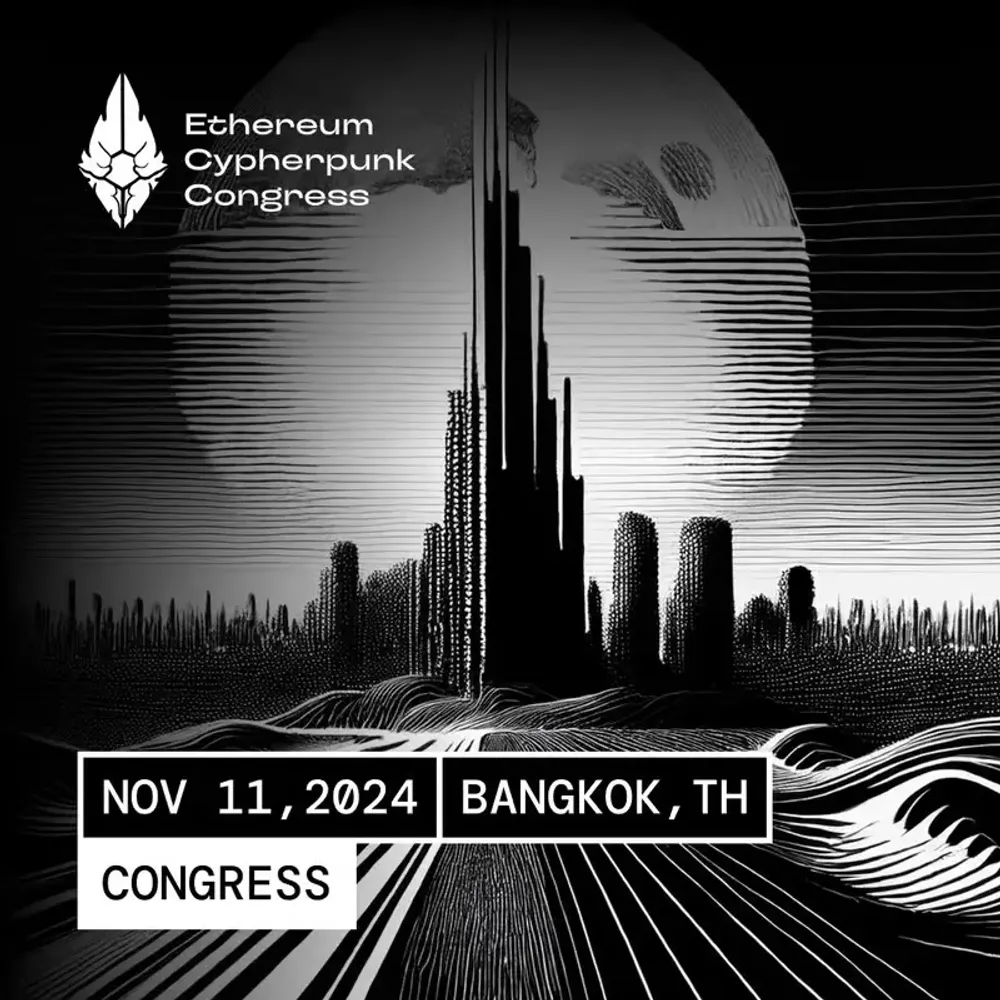 Ethereum
Cypherpunk
Congress
NOV 11,2024 BANGKOK,TH
CONGRESS